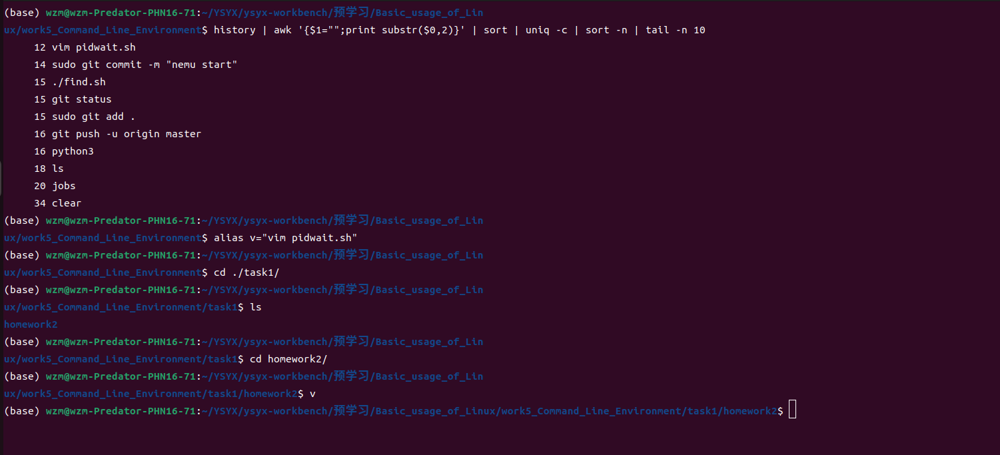 (base) wzm@wzm-Predator-PHN16-71:~/YSYX/ysyx-workbench/预学习/Basic_usage_of_Lin
ux/work5_Command_Line_Environment$ history | awk '{$1="";print substr($0,2)}' | sort | uniq -c | sort -n | tail -n 10
     12 vim pidwait.sh
     14 sudo git commit -m "nemu start"
     15 ./find.sh
     15 git status
     15 sudo git add .
     16 git push -u origin master
     16 python3
     18 ls
     20 jobs
     34 clear
(base) wzm@wzm-Predator-PHN16-71:~/YSYX/ysyx-workbench/预学习/Basic_usage_of_Lin
ux/work5_Command_Line_Environment$ alias v="vim pidwait.sh"
(base) wzm@wzm-Predator-PHN16-71:~/YSYX/ysyx-workbench/预学习/Basic_usage_of_Lin
ux/work5_Command_Line_Environment$ cd ./task1/
(base) wzm@wzm-Predator-PHN16-71:~/YSYX/ysyx-workbench/预学习/Basic_usage_of_Lin
ux/work5_Command_Line_Environment/task1$ ls
homework2
(base) wzm@wzm-Predator-PHN16-71:~/YSYX/ysyx-workbench/预学习/Basic_usage_of_Lin
ux/work5_Command_Line_Environment/task1$ cd homework2/
(base) wzm@wzm-Predator-PHN16-71:~/YSYX/ysyx-workbench/预学习/Basic_usage_of_Lin
ux/work5_Command_Line_Environment/task1/homework2$ v
(base) wzm@wzm-Predator-PHN16-71:~/YSYX/ysyx-workbench/预学习/Basic_usage_of_Linux/work5_Command_Line_Environment/task1/homework2$